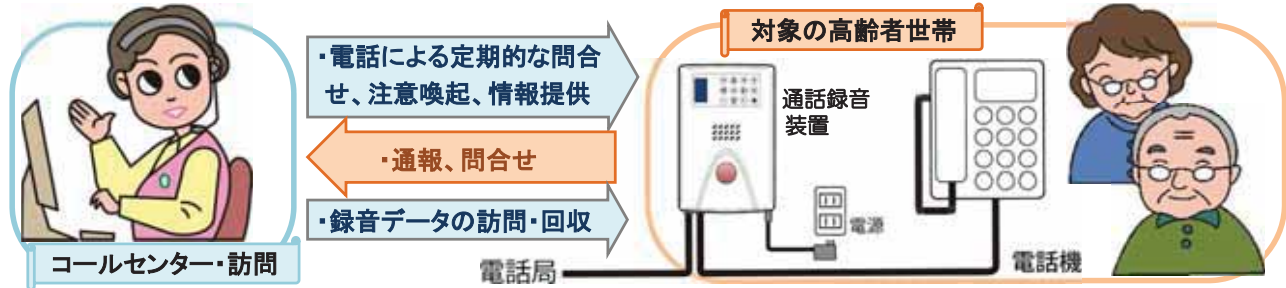 対象の高齢者世帯
・電話による定期的な問合
せ、注意喚起、情報提供
通話録音
装置
・通報、問合せ
・録音データの訪問・回収
電源
コールセンター・訪問
電話局
電話機